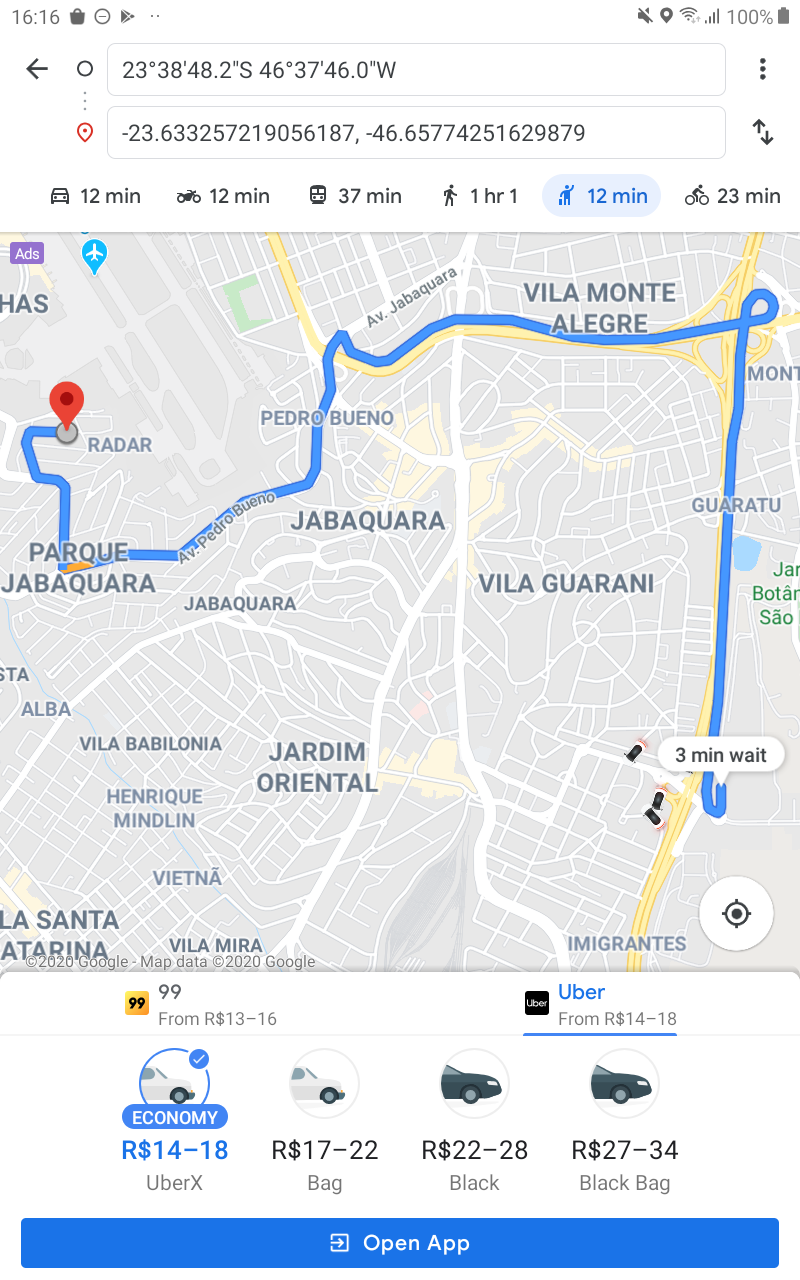 16:16
100%
23°38'48.2"S 46°37'46.0"W
-23.633257219056187, -46.65774251629879
12 min
12 min
37 min
1 hr 1
12 min
23 min
Ads
HAS
Av. Jabaquara
VILA MONTE
ALEGRE
MONT
PEDRO BUENO
RADAR
Av. Pedro Bueno
JABAQUARA
GUARATU
PARQUE
JABAQUARA
JABAQUARA
VILA GUARANI
Jar
Botân
São
STA
ALBA
VILA BABILONIA
JARDIM
ORIENTAL
3 min wait
HENRIQUE
MINDLIN
VIETNÃ
LA SANTA
ATARINA
VILA MIRA
IMIGRANTES
©2020 Google - Map data ©2020 Google
99
99
From R$13–16
Uber
Uber
From R$14–18
ECONOMY
R$14–18
UberX
R$17–22
Bag
R$22–28
Black
R$27–34
Black Bag
Open App